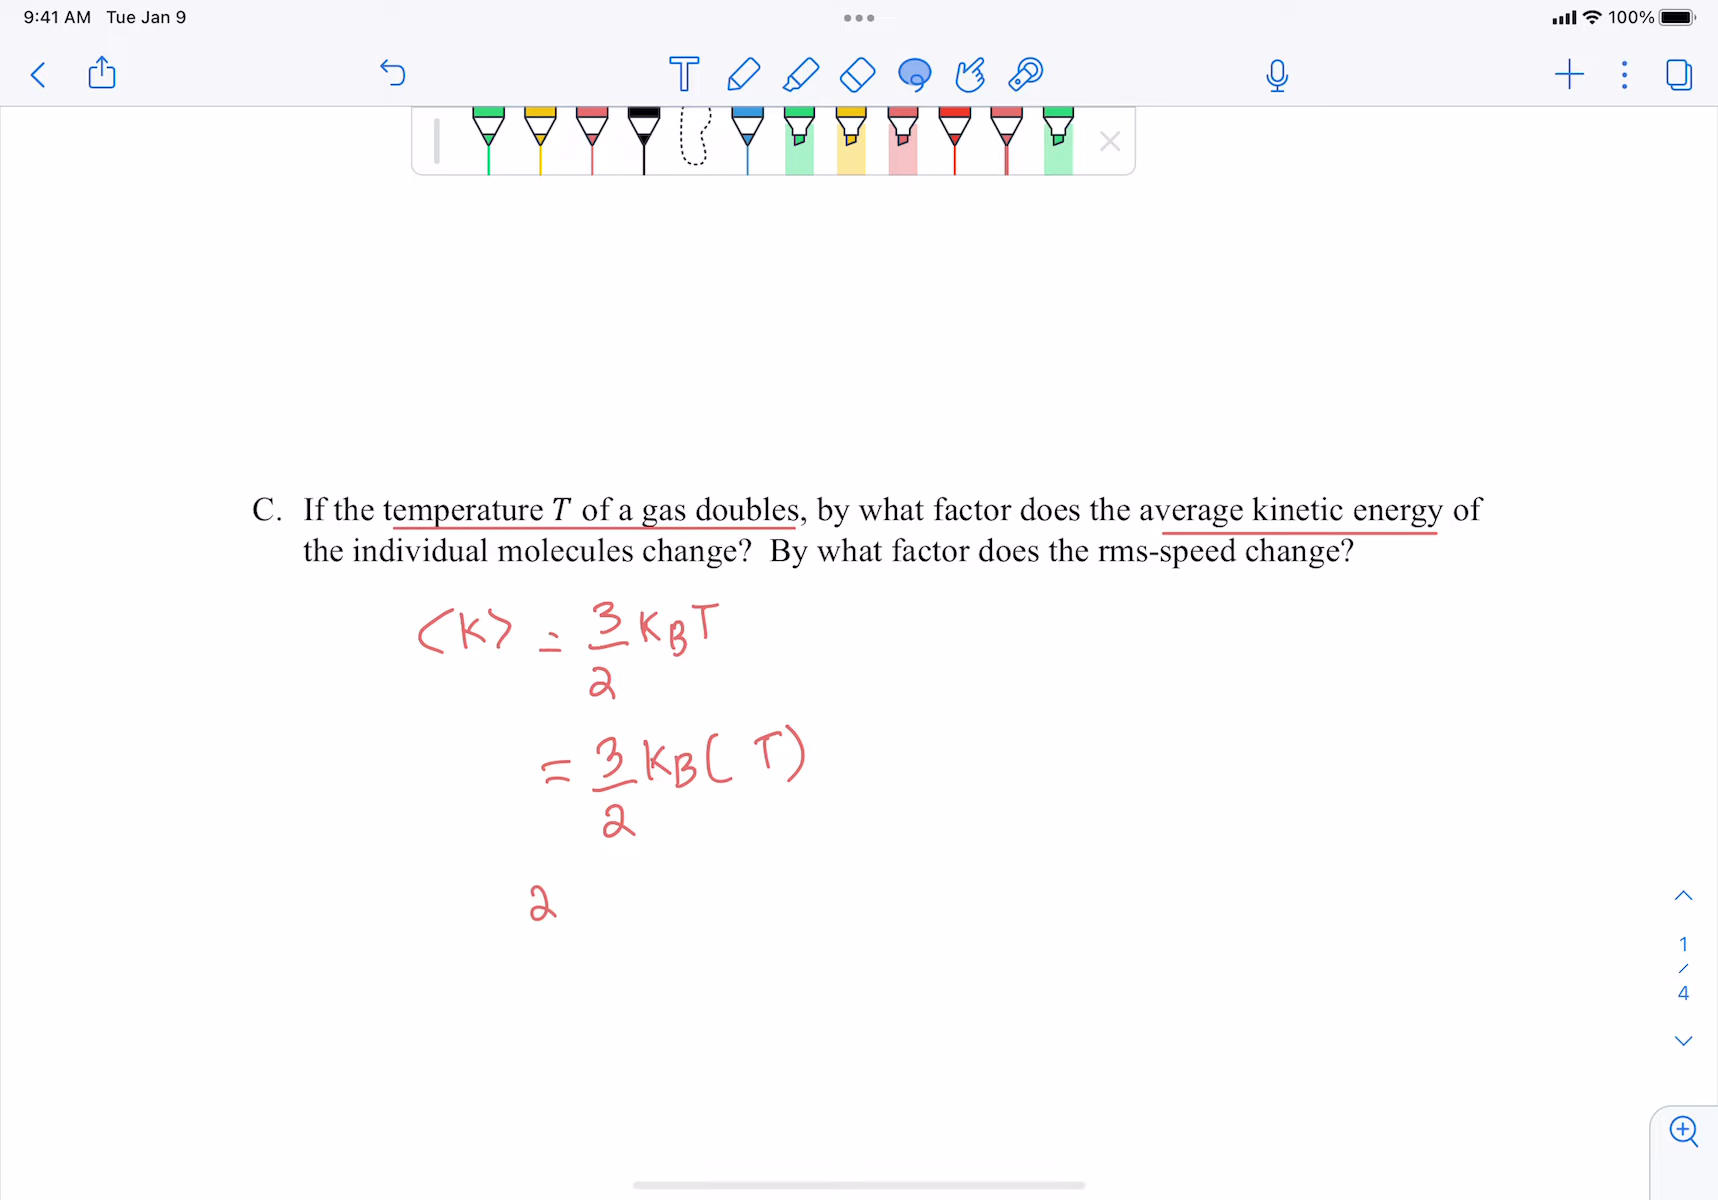 9:41 AM Tue Jan 9
100%
C. If the temperature T of a gas doubles, by what factor does the average kinetic energy of
the individual molecules change? By what factor does the rms-speed change?
⟨K⟩ = 3/2 K_B T
= 3/2 K_B ( T)
2
1
/
4